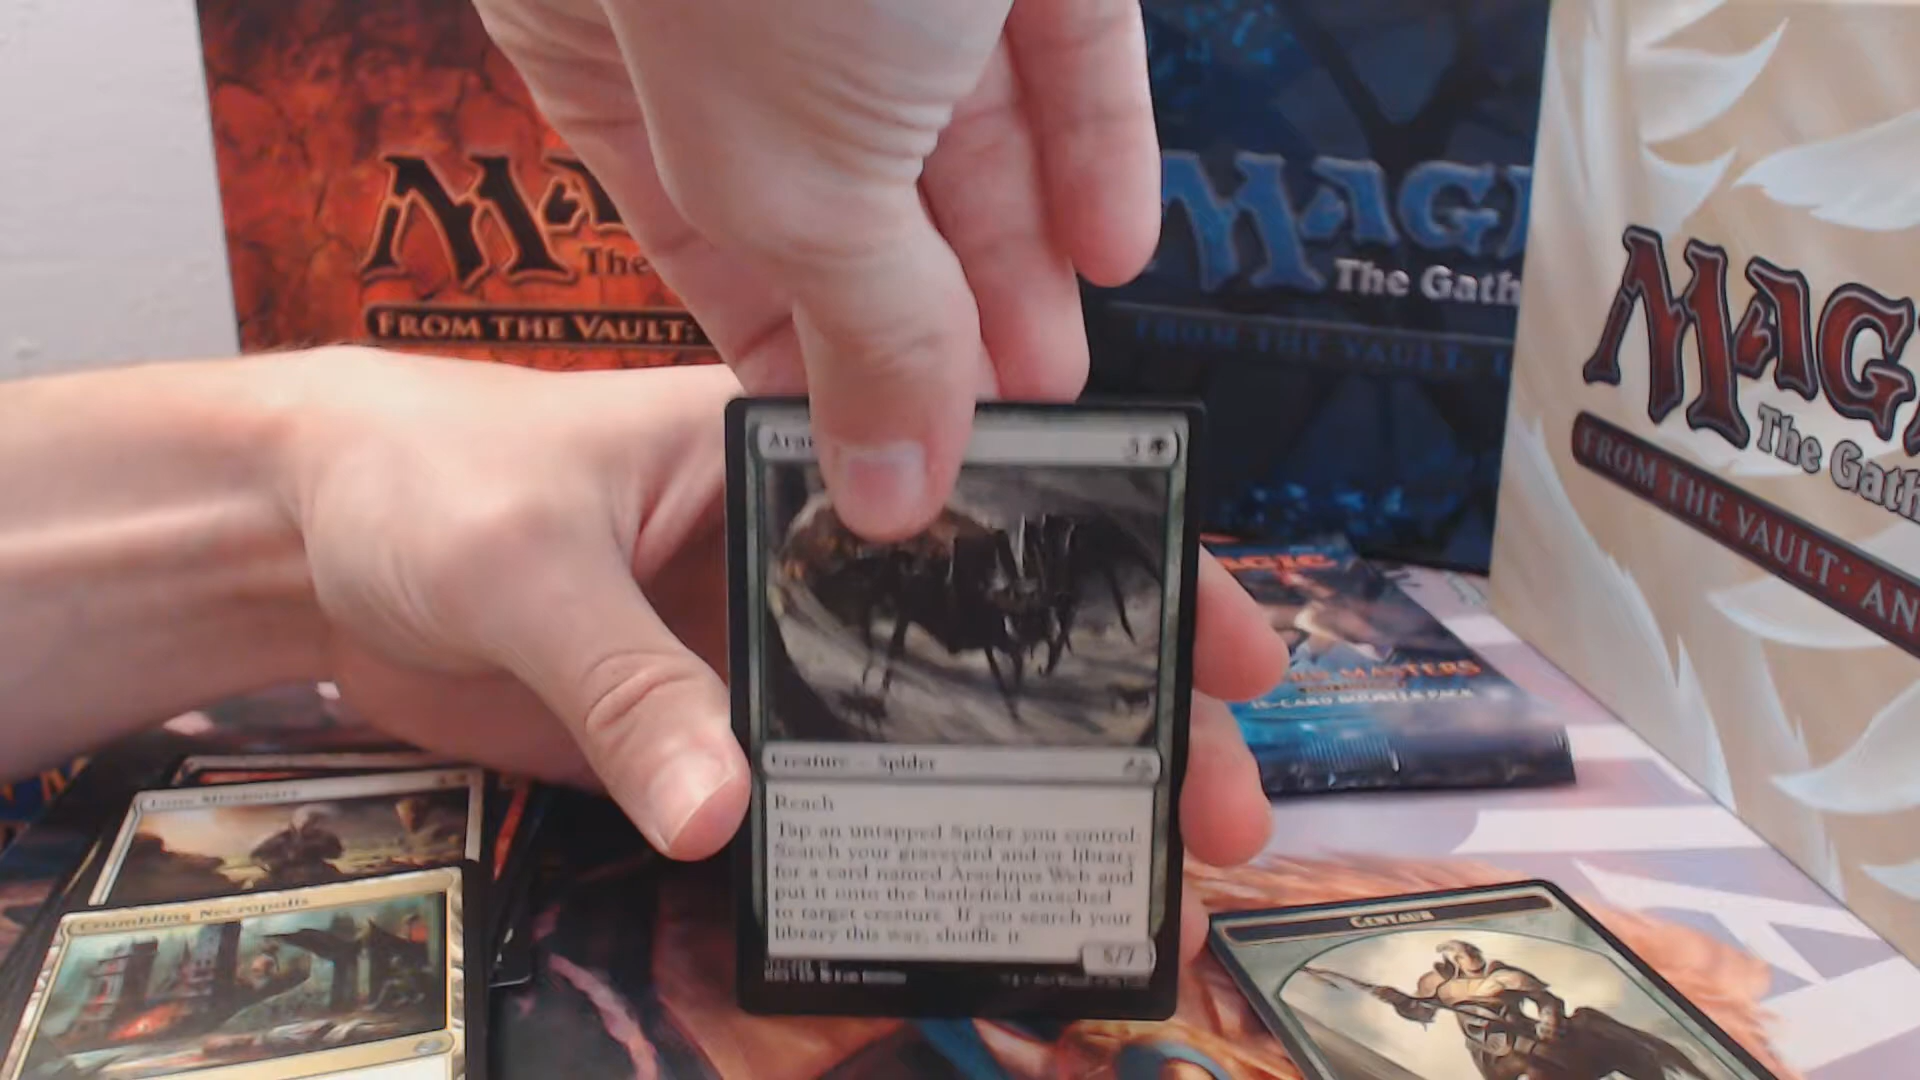 The
FROM THE VAULT:
MAGI
The Gath
FROM THE VAULT:
MAG
The Gath
FROM THE VAULT: AN
MASTERS
15-CARD BOOSTER PACK
Creature — Spider
Reach
Tap an untapped Spider you control:
Search your graveyard and/or library
for a card named Arachnus Web and
put it onto the battlefield attached
to target creature. If you search your
library this way, shuffle it.
5/7
Lone Missionary
Crumbling Necropolis
CENTAUR